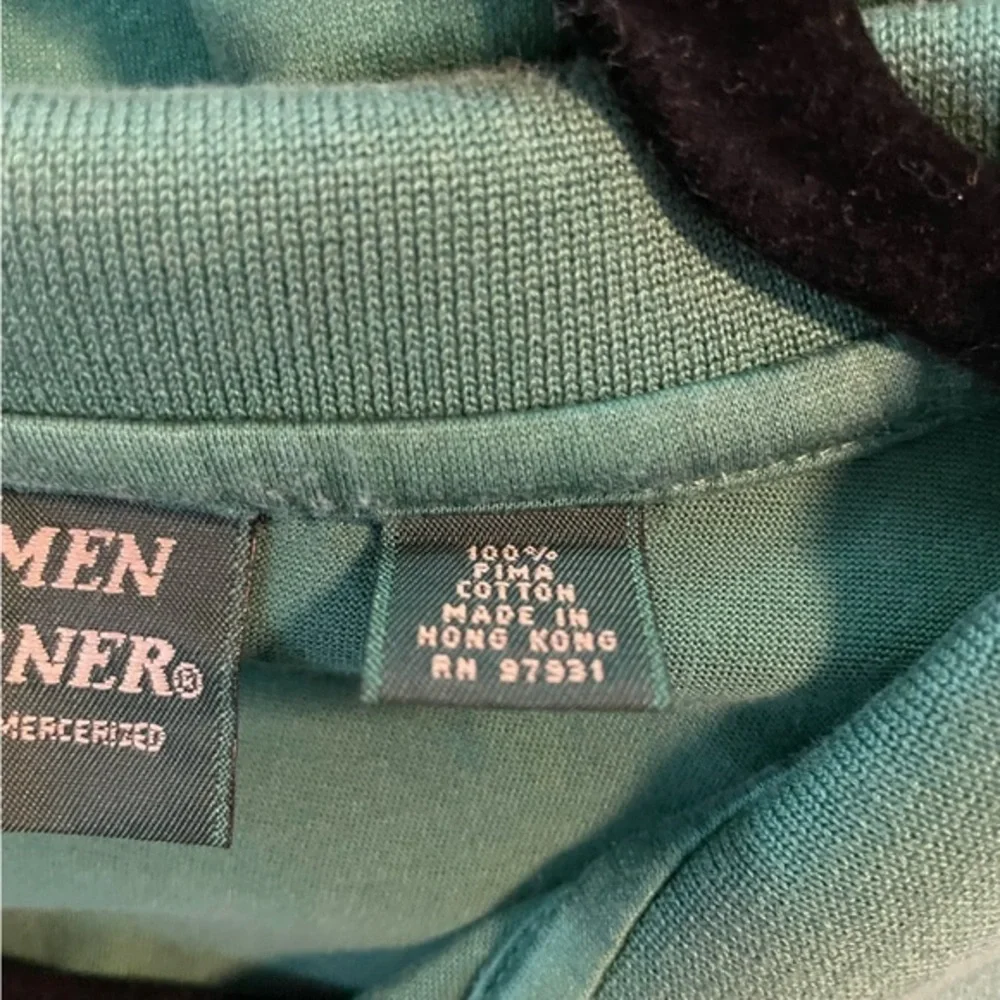 MEN
NER®
MERCERIZED
100%
PIMA
COTTON
MADE IN
HONG KONG
RN 97931